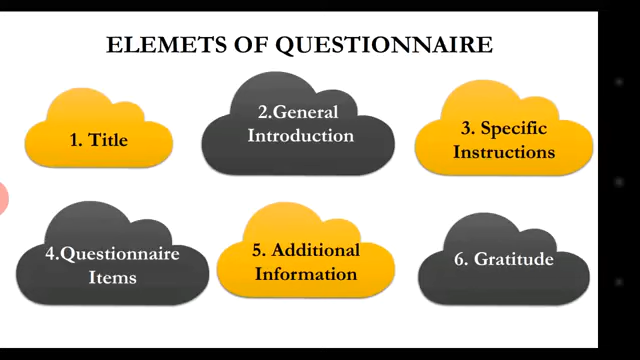 ELEMETS OF QUESTIONNAIRE
1. Title
2.General
Introduction
3. Specific
Instructions
4.Questionnaire
Items
5. Additional
Information
6. Gratitude